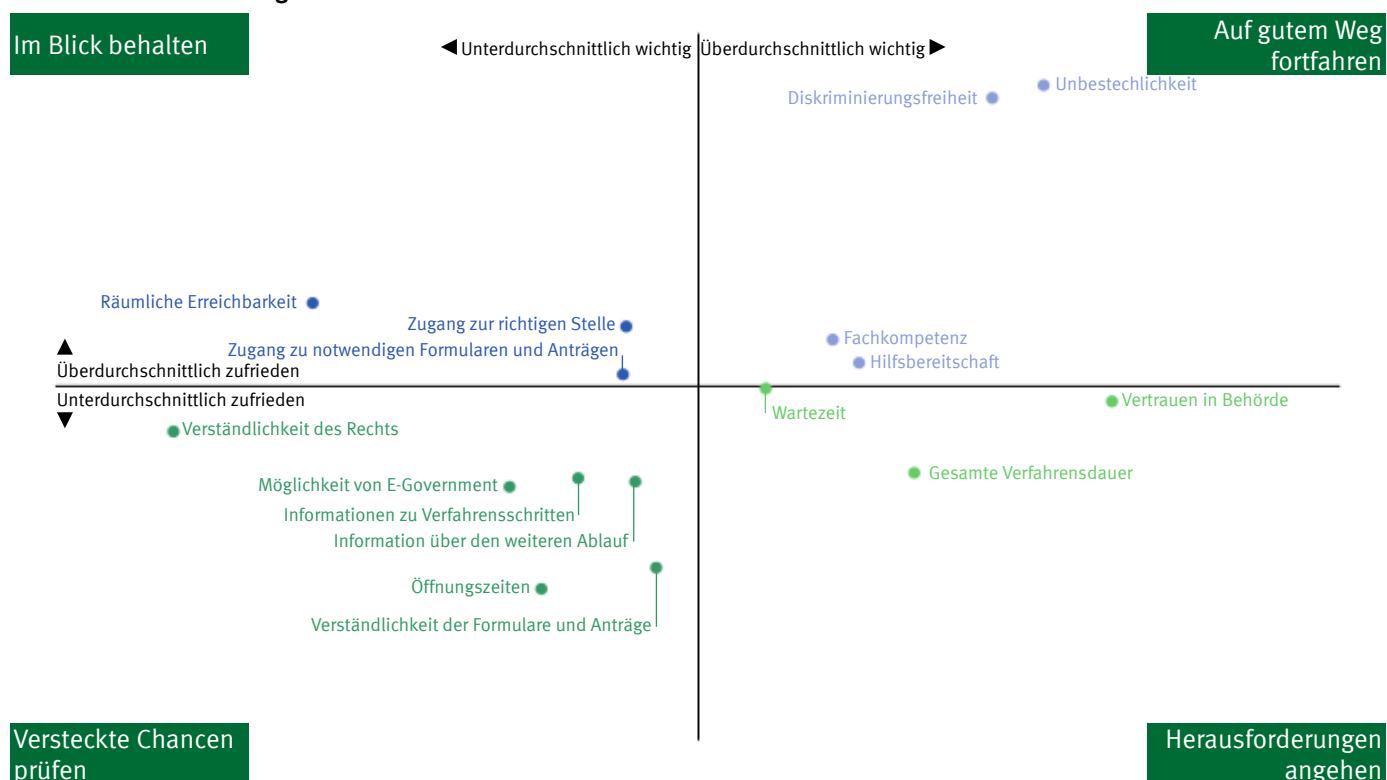 Im Blick behalten
Unterdurchschnittlich wichtig
Überdurchschnittlich wichtig
Auf gutem Weg
fortfahren
Diskriminierungsfreiheit
Unbestechlichkeit
Räumliche Erreichbarkeit
Zugang zur richtigen Stelle
Zugang zu notwendigen Formularen und Anträgen
Fachkompetenz
Hilfsbereitschaft
Überdurchschnittlich zufrieden
Unterdurchschnittlich zufrieden
Wartezeit
Vertrauen in Behörde
Verständlichkeit des Rechts
Gesamte Verfahrensdauer
Möglichkeit von E-Government
Informationen zu Verfahrensschritten
Information über den weiteren Ablauf
Öffnungszeiten
Verständlichkeit der Formulare und Anträge
Versteckte Chancen
prüfen
Herausforderungen
angehen